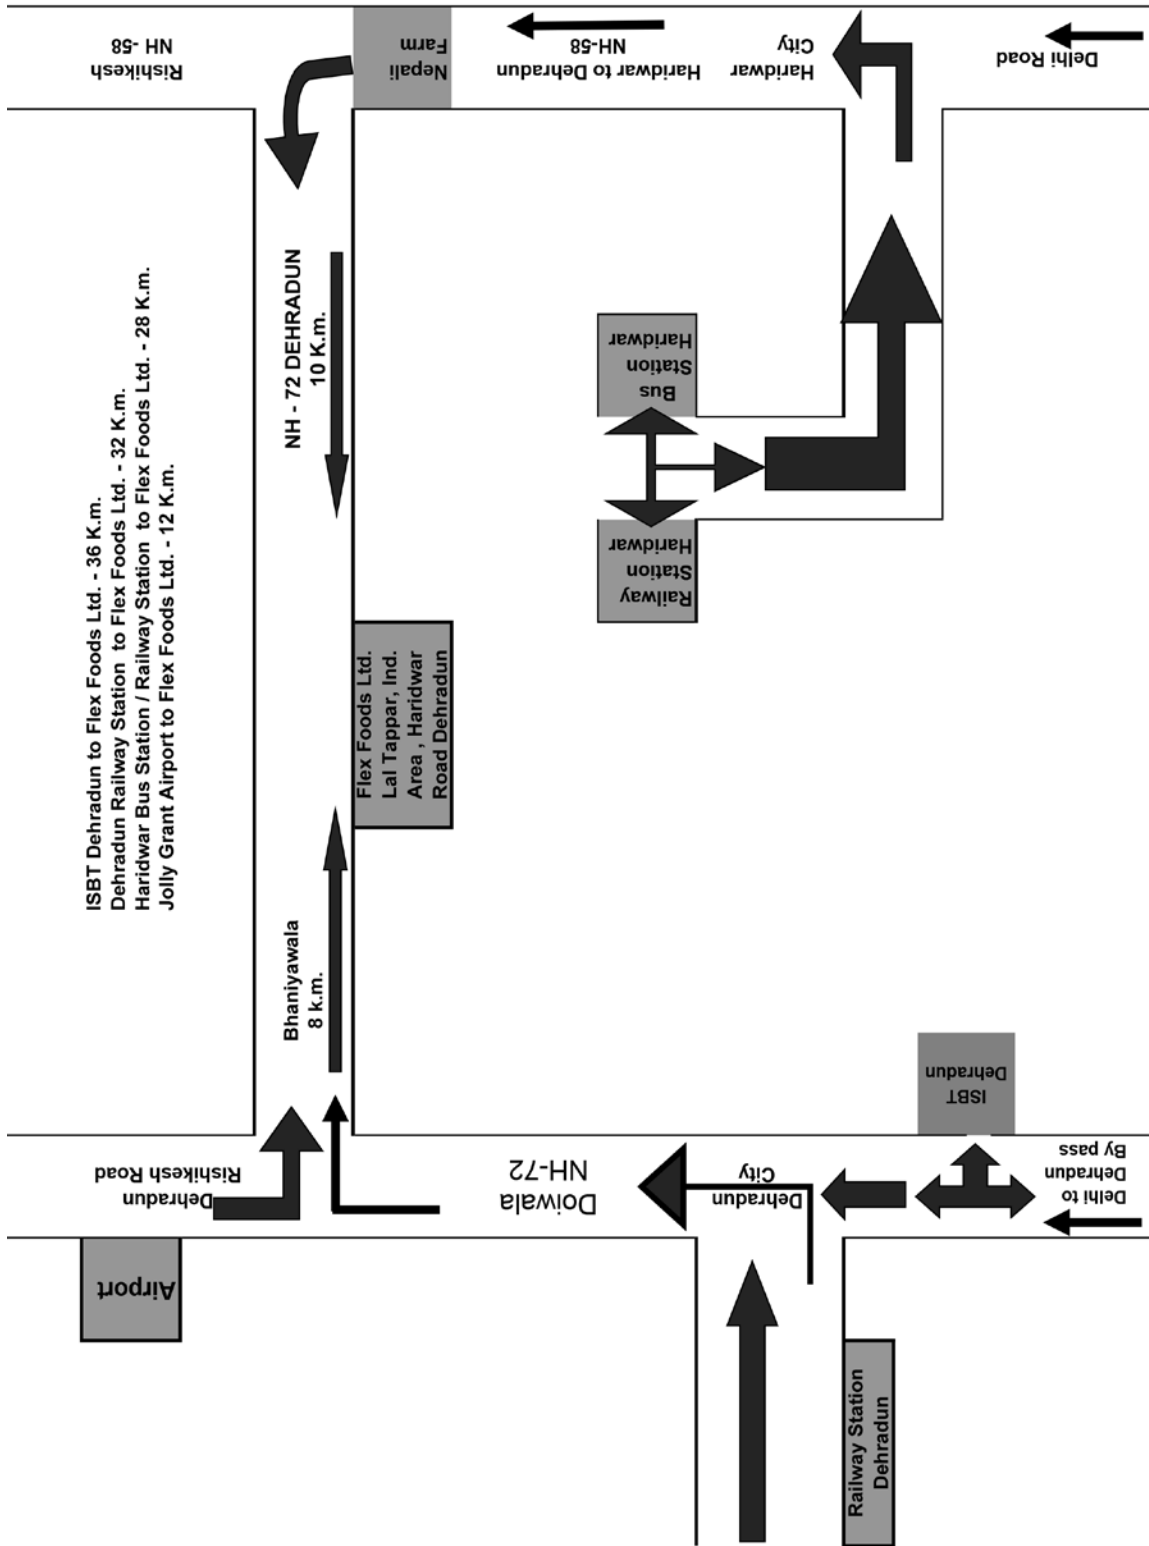 Rishikesh
NH -58
Nepali
Farm
Haridwar to Dehradun
NH-58
Haridwar
City
Delhi Road
NH - 72 DEHRADUN
10 K.m.
ISBT Dehradun to Flex Foods Ltd. - 36 K.m.
Dehradun Railway Station to Flex Foods Ltd. - 32 K.m.
Haridwar Bus Station / Railway Station to Flex Foods Ltd. - 28 K.m.
Jolly Grant Airport to Flex Foods Ltd. - 12 K.m.
Bus
Station
Haridwar
Railway
Station
Haridwar
Flex Foods Ltd.
Lal Tappar, Ind.
Area , Haridwar
Road Dehradun
Bhaniyawala
8 k.m.
ISBT
Dehradun
Dehradun
Rishikesh Road
Doiwala
NH-72
Dehradun
City
Delhi to
Dehradun
By pass
Airport
Railway Station
Dehradun